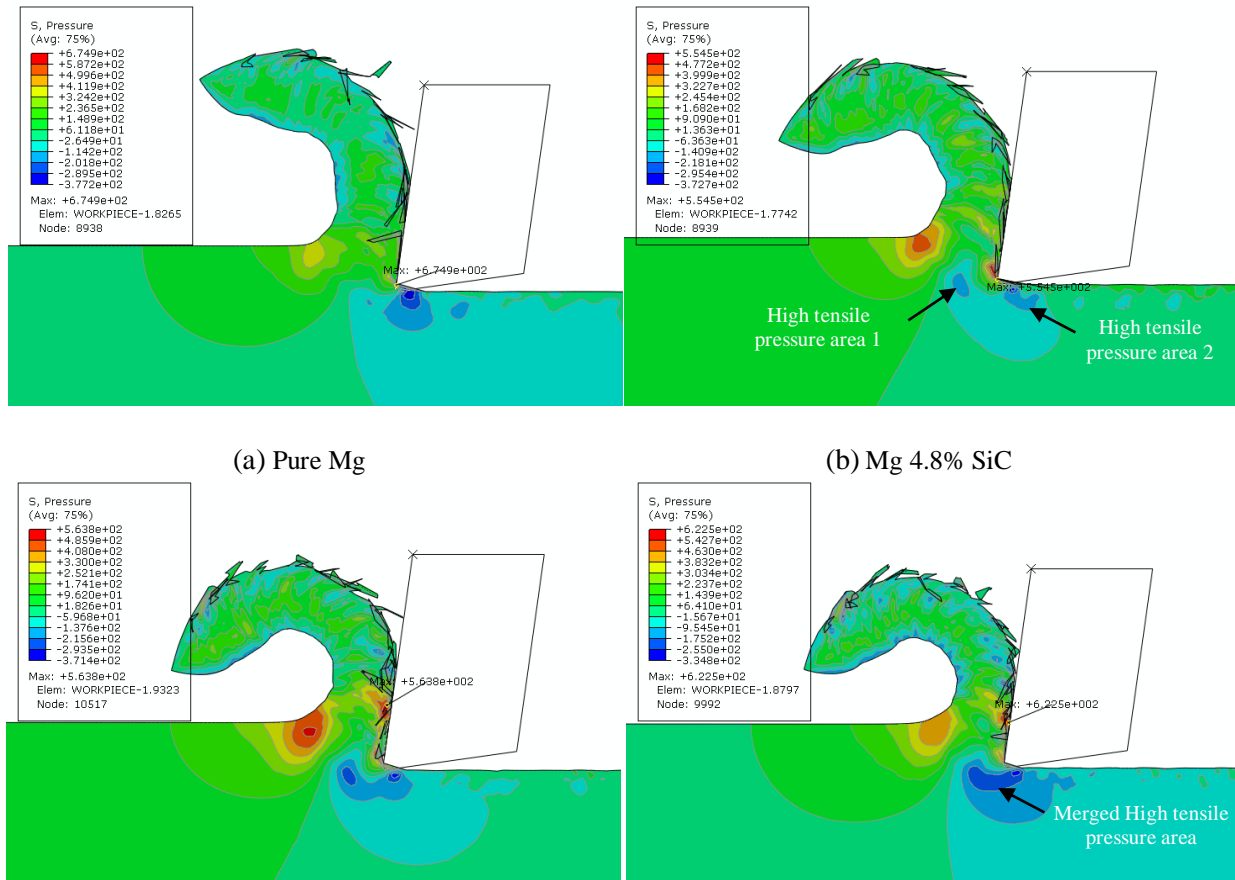 S, Pressure
(Avg: 75%)
+6.749e+02
+5.872e+02
+4.996e+02
+4.119e+02
+3.242e+02
+2.365e+02
+1.489e+02
+6.118e+01
-2.649e+01
-1.142e+02
-2.018e+02
-2.895e+02
-3.772e+02
Max: +6.749e+02
Elem: WORKPIECE-1.8265
Node: 8938
Max: +6.749e+002
S, Pressure
(Avg: 75%)
+5.545e+02
+4.772e+02
+3.999e+02
+3.227e+02
+2.454e+02
+1.682e+02
+9.090e+01
+1.363e+01
-6.363e+01
-1.409e+02
-2.181e+02
-2.954e+02
-3.727e+02
Max: +5.545e+02
Elem: WORKPIECE-1.7742
Node: 8939
Max: +5.545e+002
High tensile
pressure area 1
High tensile
pressure area 2
(a) Pure Mg
(b) Mg 4.8% SiC
S, Pressure
(Avg: 75%)
+5.638e+02
+4.859e+02
+4.080e+02
+3.300e+02
+2.521e+02
+1.741e+02
+9.620e+01
+1.826e+01
-5.968e+01
-1.376e+02
-2.156e+02
-2.935e+02
-3.714e+02
Max: +5.638e+02
Elem: WORKPIECE-1.9323
Node: 10517
Max: +5.638e+002
S, Pressure
(Avg: 75%)
+6.225e+02
+5.427e+02
+4.630e+02
+3.832e+02
+3.034e+02
+2.237e+02
+1.439e+02
+6.410e+01
-1.567e+01
-9.545e+01
-1.752e+02
-2.550e+02
-3.348e+02
Max: +6.225e+02
Elem: WORKPIECE-1.8797
Node: 9992
Max: +6.225e+002
Merged High tensile
pressure area